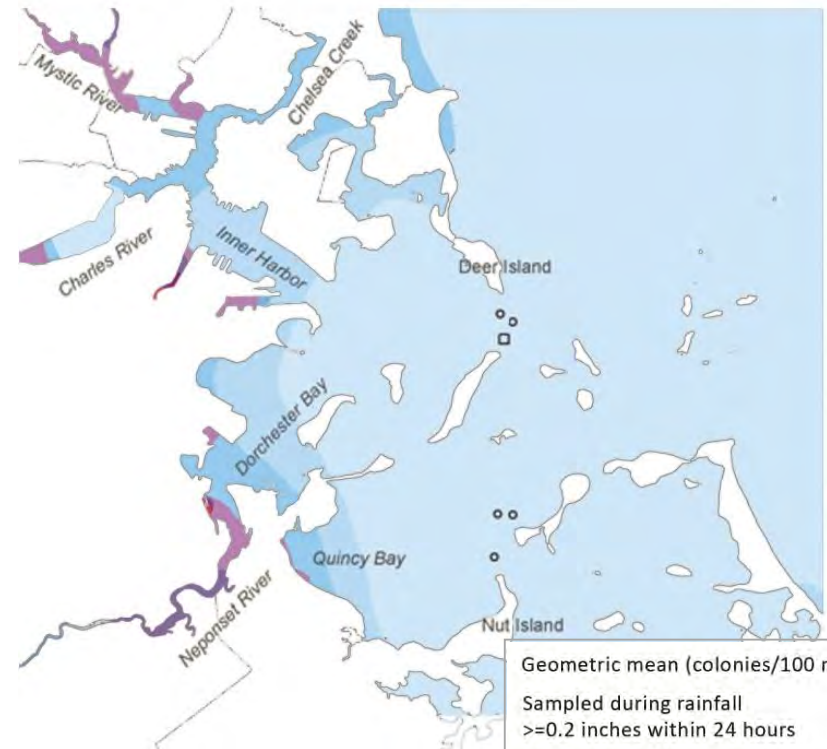 Mystic River
Chelsea Creek
Charles River
Inner Harbor
Deer Island
Dorchester Bay
Quincy Bay
Neponset River
Nut Island
Geometric mean (colonies/100
Sampled during rainfall
>=0.2 inches within 24 hours